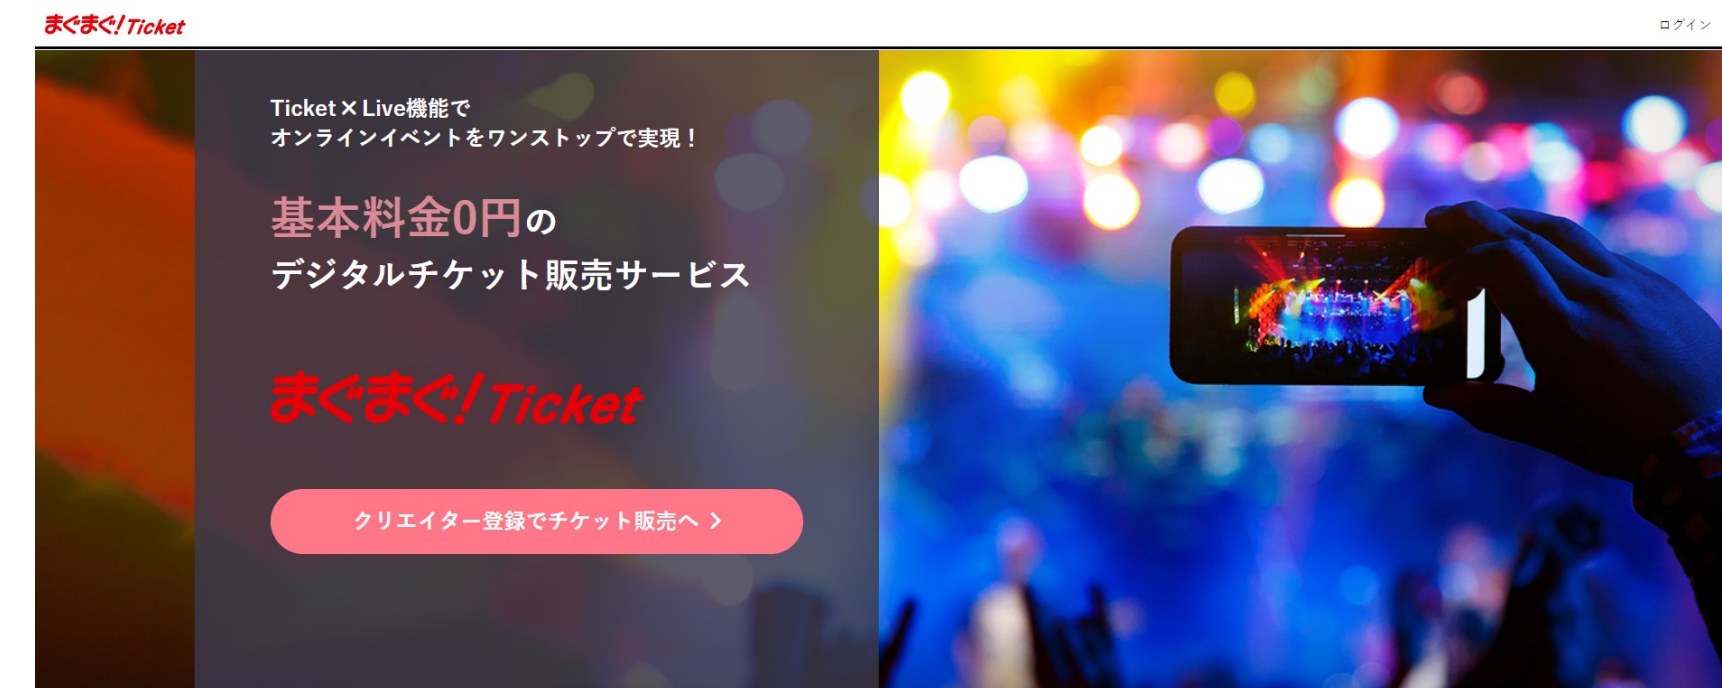 まぐまぐ!Ticket
ログイン
Ticket×Live機能で
オンラインイベントをワンストップで実現！
基本料金0円の
デジタルチケット販売サービス
まぐまぐ!Ticket
クリエイター登録でチケット販売へ